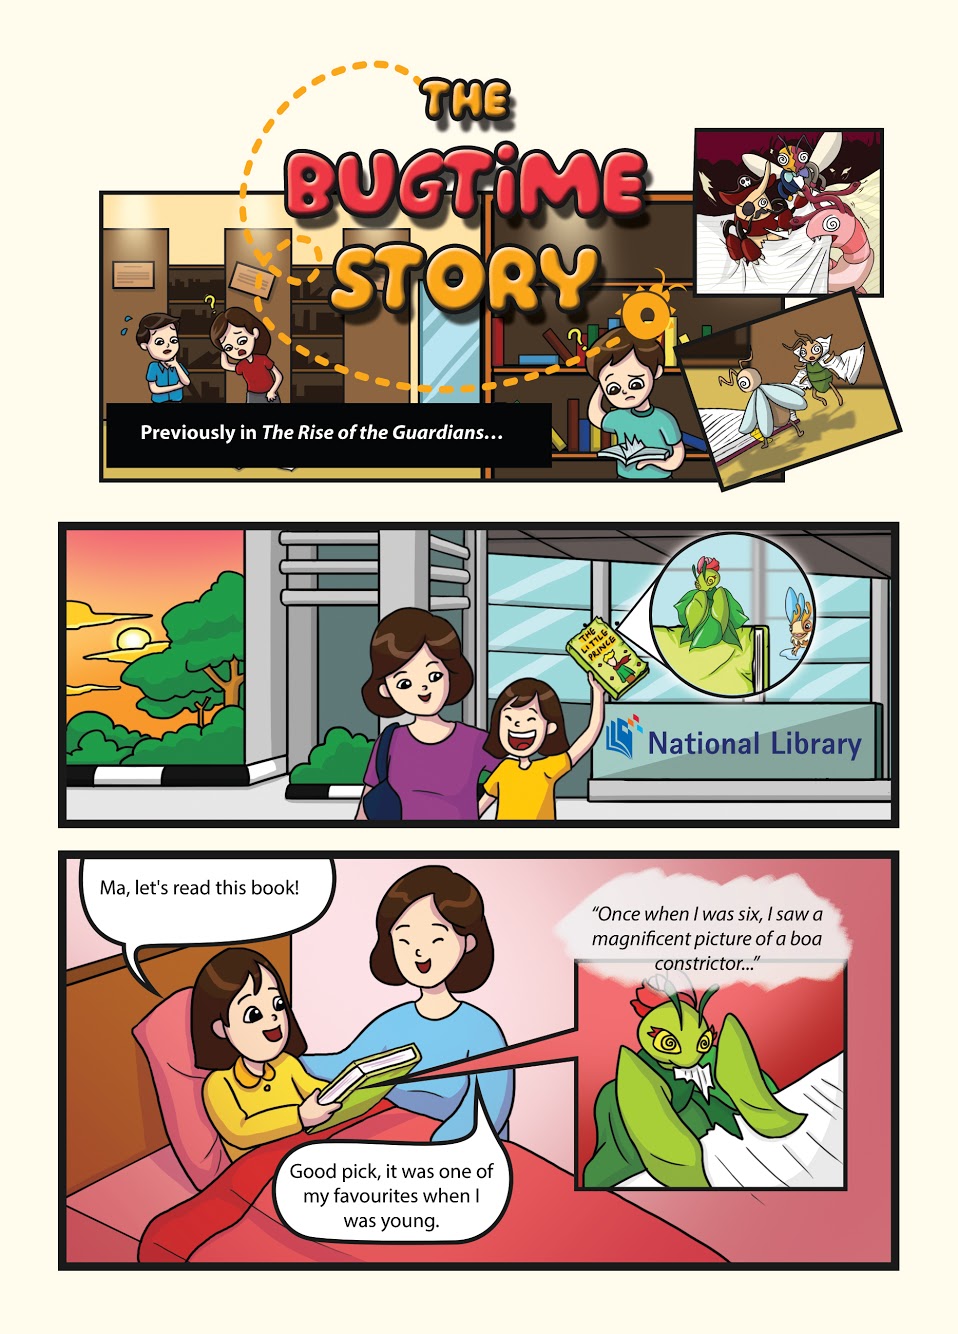 THE
BUGTiME
STORY
Previously in The Rise of the Guardians...
THE
LITTLE
PRINCE
National Library
Ma, let's read this book!
“Once when I was six, I saw a
magnificent picture of a boa
constrictor...”
Good pick, it was one of
my favourites when I
was young.